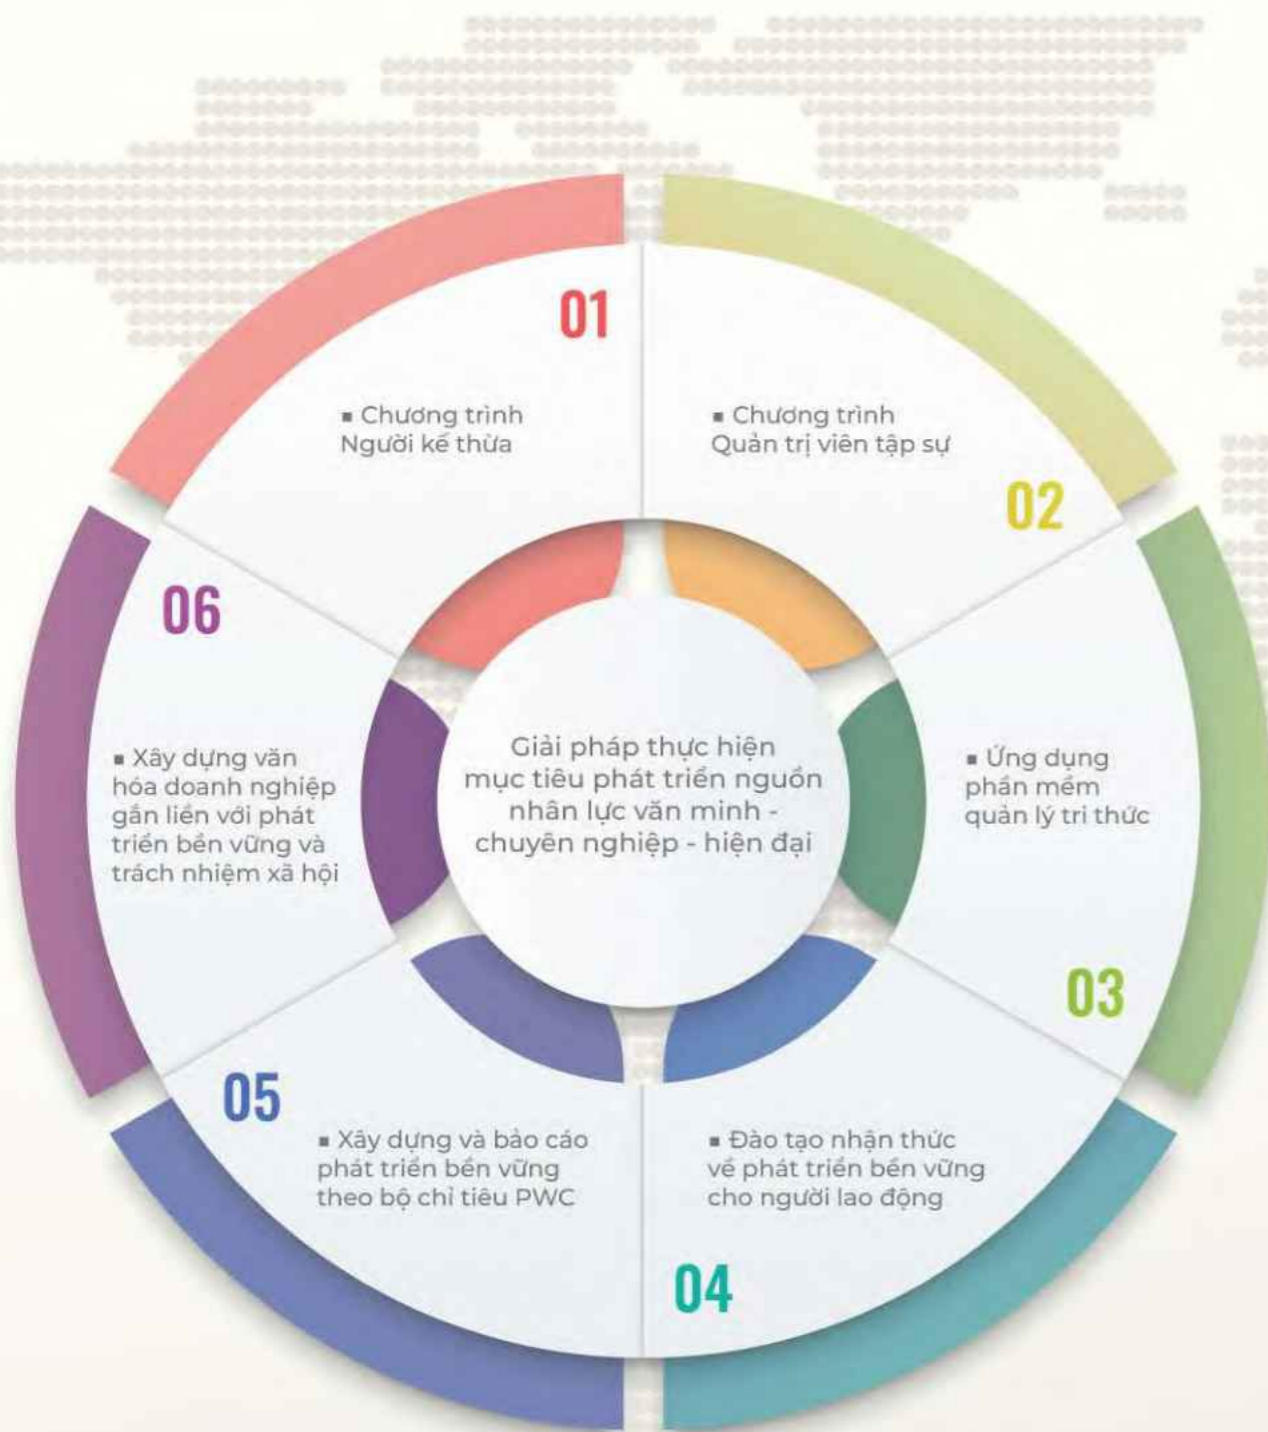 Giải pháp thực hiện
mục tiêu phát triển nguồn
nhân lực văn minh -
chuyên nghiệp - hiện đại
01
▪ Chương trình
Người kế thừa
▪ Chương trình
Quản trị viên tập sự
02
▪ Ứng dụng
phần mềm
quản lý tri thức
03
▪ Đào tạo nhận thức
về phát triển bền vững
cho người lao động
04
05
▪ Xây dựng và bảo cáo
phát triển bền vững
theo bộ chỉ tiêu PWC
06
▪ Xây dựng văn
hóa doanh nghiệp
gắn liền với phát
triển bền vững và
trách nhiệm xã hội